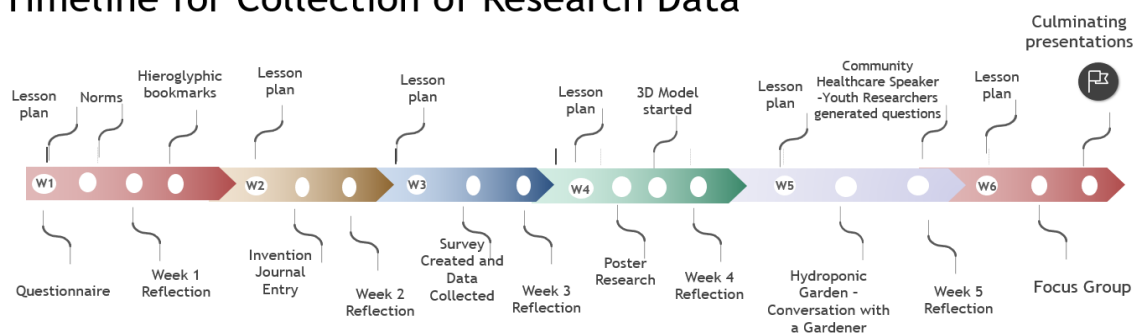 Timeline for Collection of Research Data
Culminating
presentations
Lesson
plan
Norms
Hieroglyphic
bookmarks
Lesson
plan
Lesson
plan
Lesson
plan
3D Model
started
Lesson
plan
Community
Healthcare Speaker
-Youth Researchers
generated questions
Lesson
plan
W1
W2
W3
W4
W5
W6
Questionnaire
Week 1
Reflection
Invention
Journal
Entry
Week 2
Reflection
Survey
Created and
Data
Collected
Week 3
Reflection
Poster
Research
Week 4
Reflection
Hydroponic
Garden –
Conversation with
a Gardener
Week 5
Reflection
Focus Group